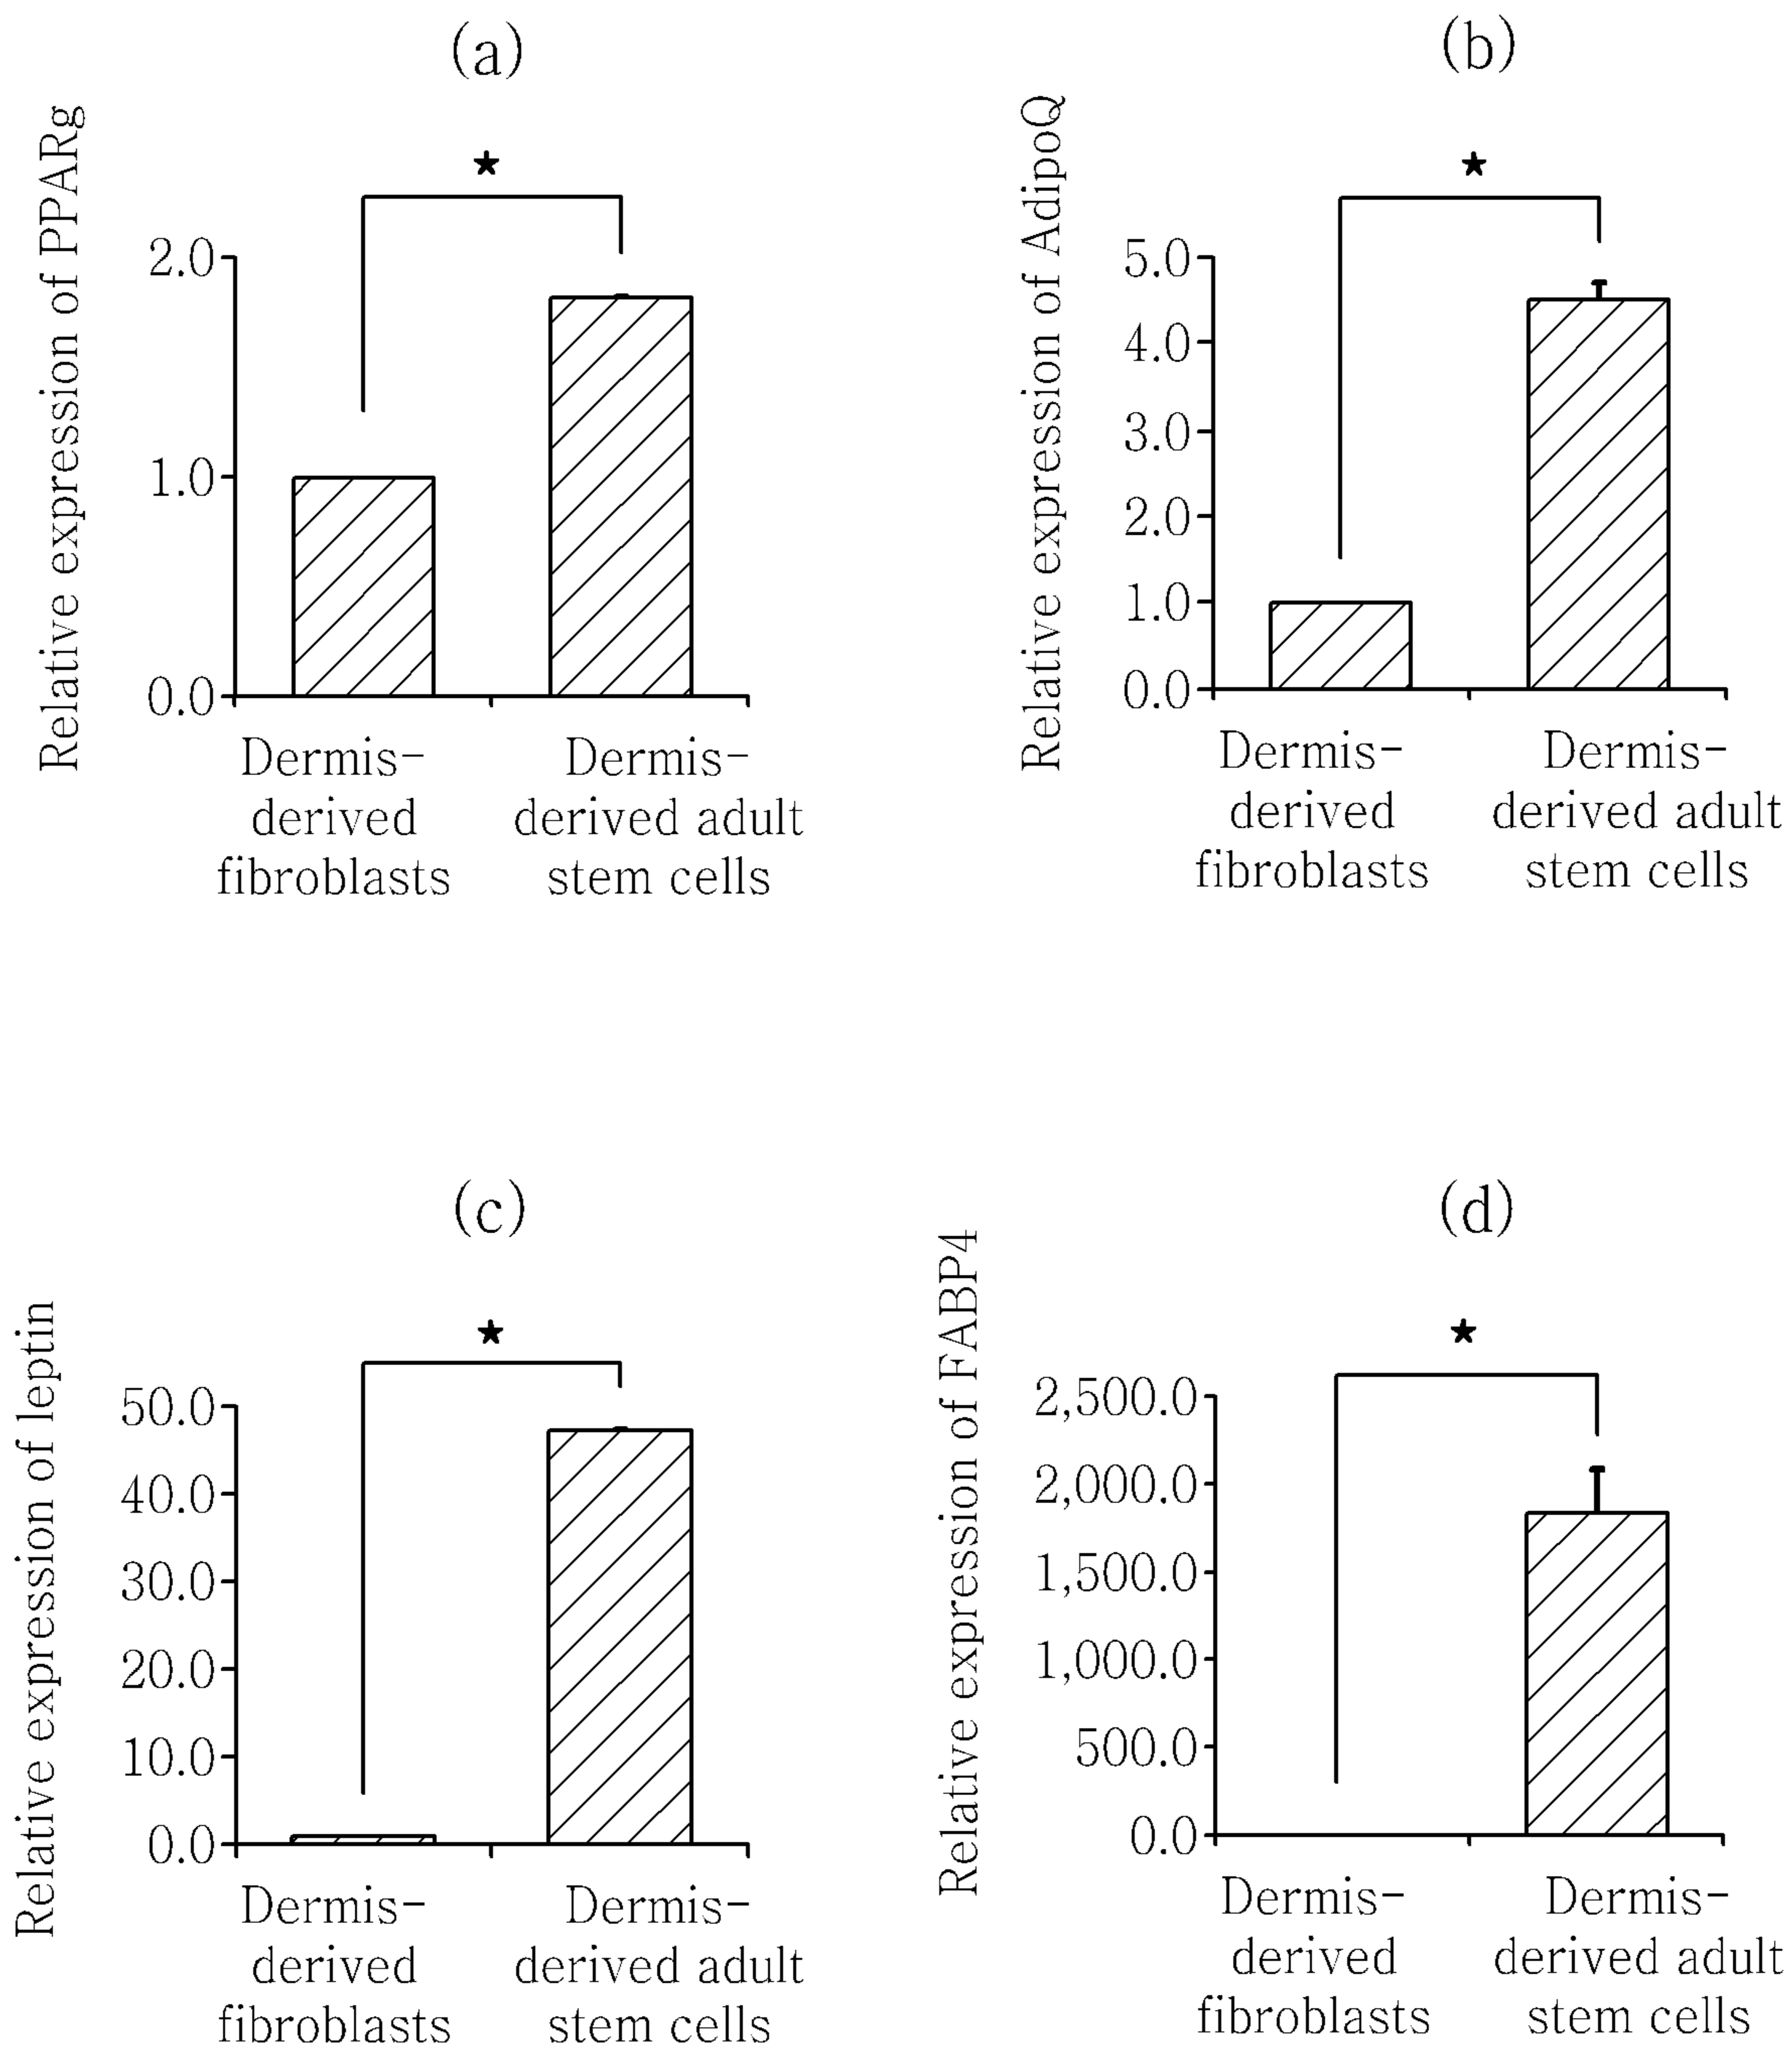 (a)
Relative expression of PPARg
★
2.0
1.0
0.0
Dermis-
derived
fibroblasts
Dermis-
derived adult
stem cells
(b)
Relative expression of AdipoQ
★
5.0
4.0
3.0
2.0
1.0
0.0
Dermis-
derived
fibroblasts
Dermis-
derived adult
stem cells
(c)
Relative expression of leptin
★
50.0
40.0
30.0
20.0
10.0
0.0
Dermis-
derived
fibroblasts
Dermis-
derived adult
stem cells
(d)
Relative expression of FABP4
★
2,500.0
2,000.0
1,500.0
1,000.0
500.0
0.0
Dermis-
derived
fibroblasts
Dermis-
derived adult
stem cells